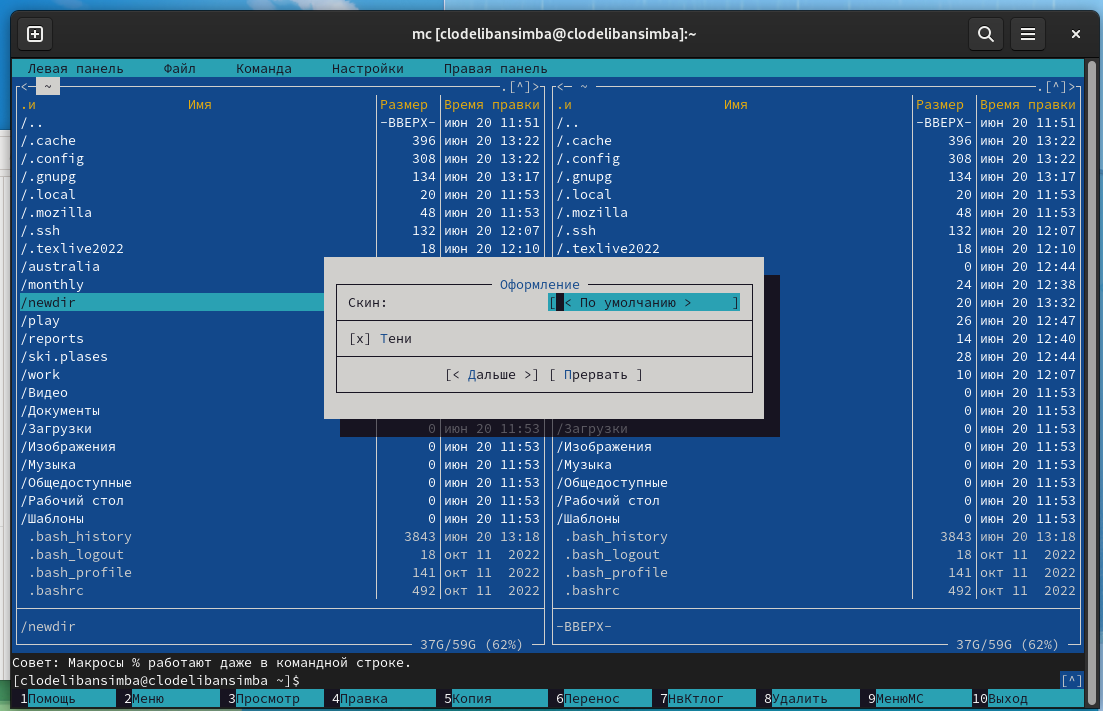 mc [clodelibansimba@clodelibansimba]:~
Левая панель Файл Команда Настройки Правая панель
<─ ~ .[^]> <─ ~ .[^]>
.и Имя Размер Время правки .и Имя Размер Время правки
/.. -ВВЕРХ- июн 20 11:51 /.. -ВВЕРХ- июн 20 11:51
/.cache 396 июн 20 13:22 /.cache 396 июн 20 13:22
/.config 308 июн 20 13:22 /.config 308 июн 20 13:22
/.gnupg 134 июн 20 13:17 /.gnupg 134 июн 20 13:17
/.local 20 июн 20 11:53 /.local 20 июн 20 11:53
/.mozilla 48 июн 20 11:53 /.mozilla 48 июн 20 11:53
/.ssh 132 июн 20 12:07 /.ssh 132 июн 20 12:07
/.texlive2022 18 июн 20 12:10 /.texlive2022 18 июн 20 12:10
/australia 0 июн 20 12:44
/monthly Оформление 24 июн 20 12:38
/newdir Скин: [< По умолчанию > ] 20 июн 20 13:32
/play 26 июн 20 12:47
/reports [x] Тени 14 июн 20 12:40
/ski.plases 28 июн 20 12:44
/work [< Дальше >] [ Прервать ] 10 июн 20 12:07
/Видео 0 июн 20 11:53
/Документы 0 июн 20 11:53
/Загрузки 0 июн 20 11:53 /Загрузки 0 июн 20 11:53
/Изображения 0 июн 20 11:53 /Изображения 0 июн 20 11:53
/Музыка 0 июн 20 11:53 /Музыка 0 июн 20 11:53
/Общедоступные 0 июн 20 11:53 /Общедоступные 0 июн 20 11:53
/Рабочий стол 0 июн 20 11:53 /Рабочий стол 0 июн 20 11:53
/Шаблоны 0 июн 20 11:53 /Шаблоны 0 июн 20 11:53
.bash_history 3843 июн 20 13:18 .bash_history 3843 июн 20 13:18
.bash_logout 18 окт 11 2022 .bash_logout 18 окт 11 2022
.bash_profile 141 окт 11 2022 .bash_profile 141 окт 11 2022
.bashrc 492 окт 11 2022 .bashrc 492 окт 11 2022
/newdir -ВВЕРХ-
37G/59G (62%) 37G/59G (62%)
Совет: Макросы % работают даже в командной строке.
[clodelibansimba@clodelibansimba ~]$ [^]
1Помощь 2Меню 3Просмотр 4Правка 5Копия 6Перенос 7НвКтлог 8Удалить 9МенюМС 10Выход